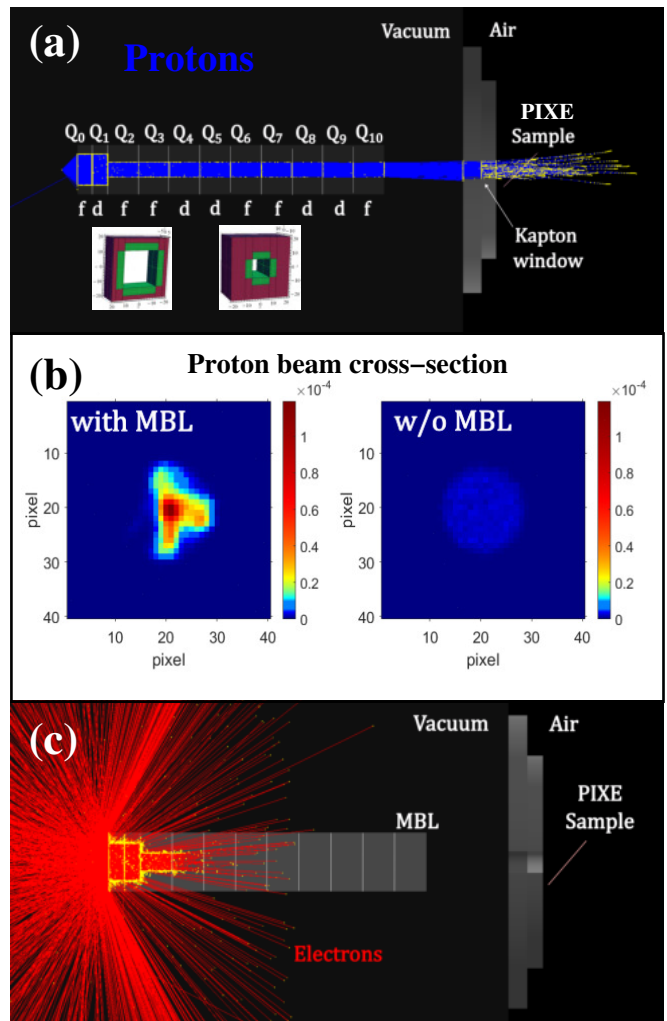 (a)
Protons
Vacuum Air
Q0 Q1 Q2 Q3 Q4 Q5 Q6 Q7 Q8 Q9 Q10
PIXE
Sample
f d f f d d f f d d f
Kapton
window
(b)
Proton beam cross-section
with MBL
w/o MBL
×10-4
×10-4
10
20
30
40
pixel
10 20 30 40
pixel
1
0.8
0.6
0.4
0.2
0
10
20
30
40
pixel
10 20 30 40
pixel
1
0.8
0.6
0.4
0.2
0
(c)
Vacuum Air
MBL
PIXE
Sample
Electrons